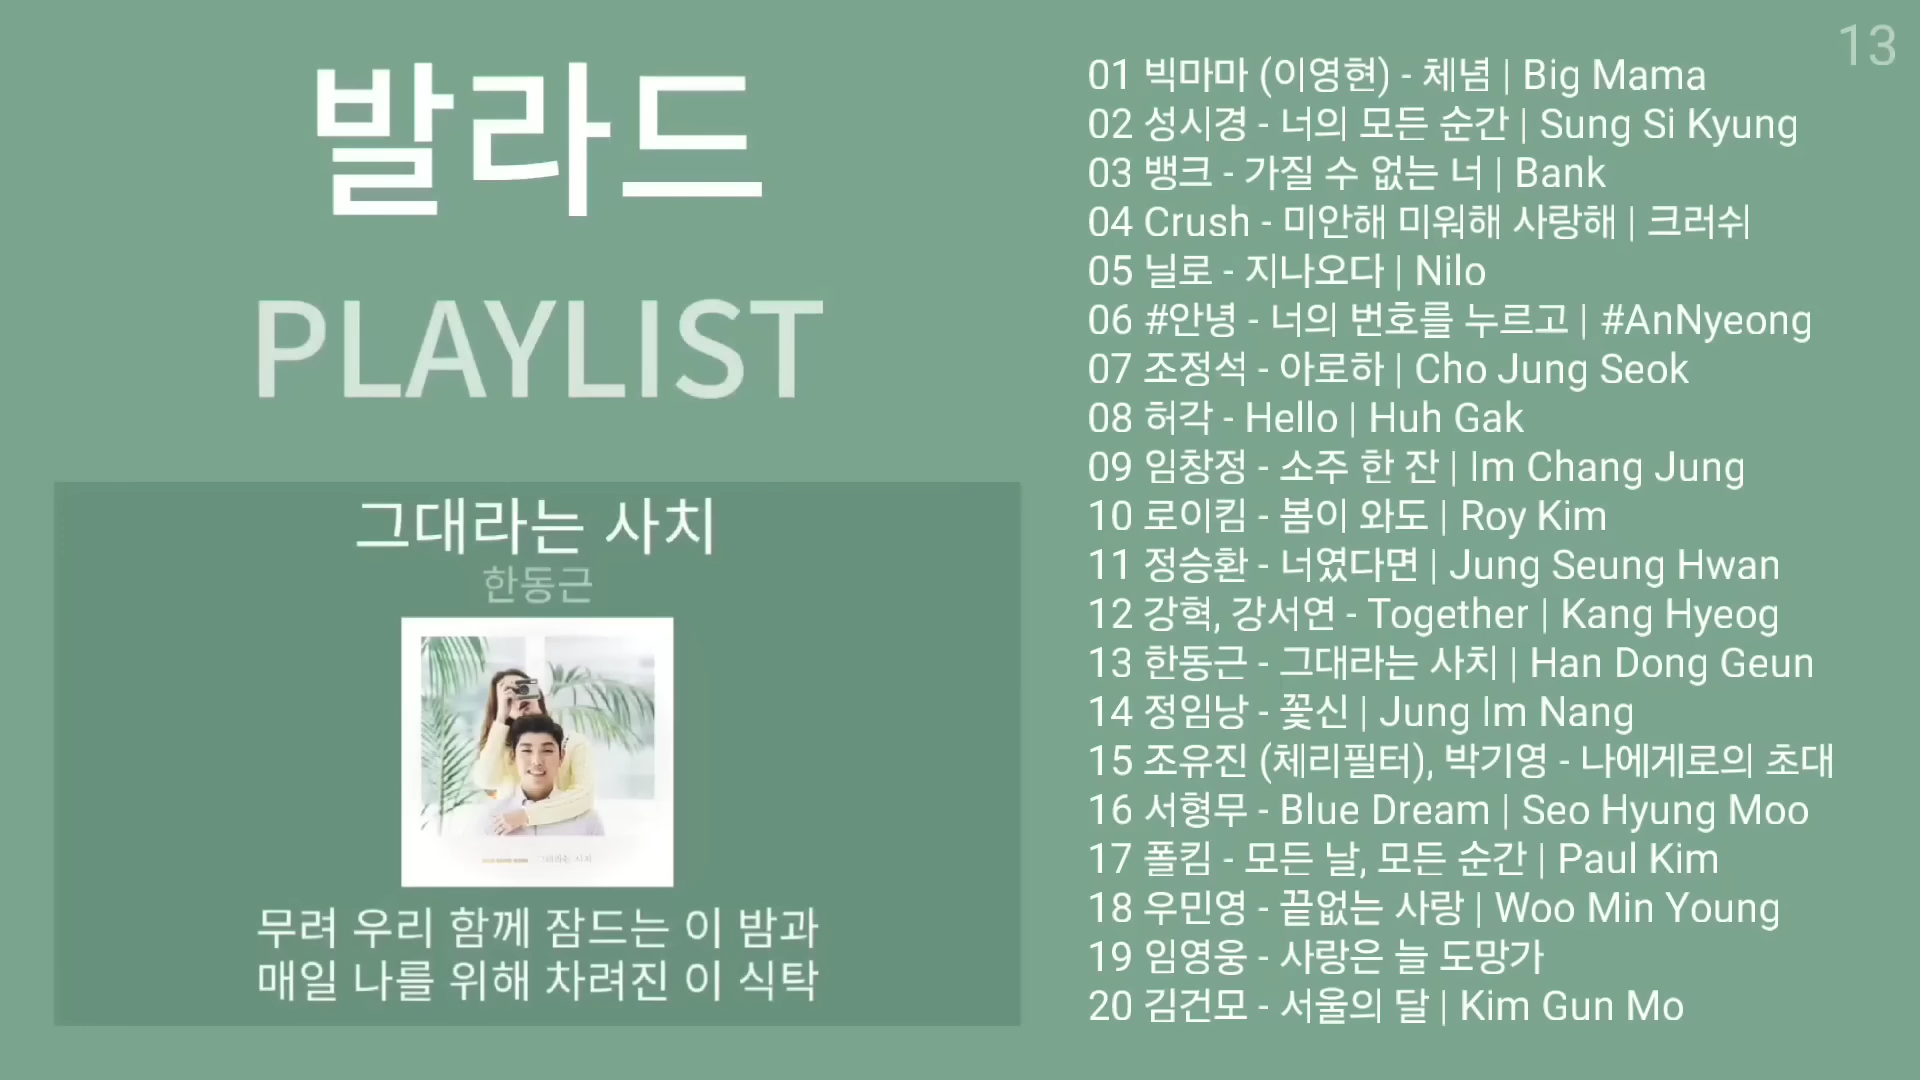 발라드
PLAYLIST
그대라는 사치
한동근
그대라는 사치
무려 우리 함께 잠드는 이 밤과
매일 나를 위해 차려진 이 식탁
13
01 빅마마 (이영현) - 체념 | Big Mama
02 성시경 - 너의 모든 순간 | Sung Si Kyung
03 뱅크 - 가질 수 없는 너 | Bank
04 Crush - 미안해 미워해 사랑해 | 크러쉬
05 닐로 - 지나오다 | Nilo
06 #안녕 - 너의 번호를 누르고 | #AnNyeong
07 조정석 - 아로하 | Cho Jung Seok
08 허각 - Hello | Huh Gak
09 임창정 - 소주 한 잔 | Im Chang Jung
10 로이킴 - 봄이 와도 | Roy Kim
11 정승환 - 너였다면 | Jung Seung Hwan
12 강혁, 강서연 - Together | Kang Hyeog
13 한동근 - 그대라는 사치 | Han Dong Geun
14 정임낭 - 꽃신 | Jung Im Nang
15 조유진 (체리필터), 박기영 - 나에게로의 초대
16 서형무 - Blue Dream | Seo Hyung Moo
17 폴킴 - 모든 날, 모든 순간 | Paul Kim
18 우민영 - 끝없는 사랑 | Woo Min Young
19 임영웅 - 사랑은 늘 도망가
20 김건모 - 서울의 달 | Kim Gun Mo